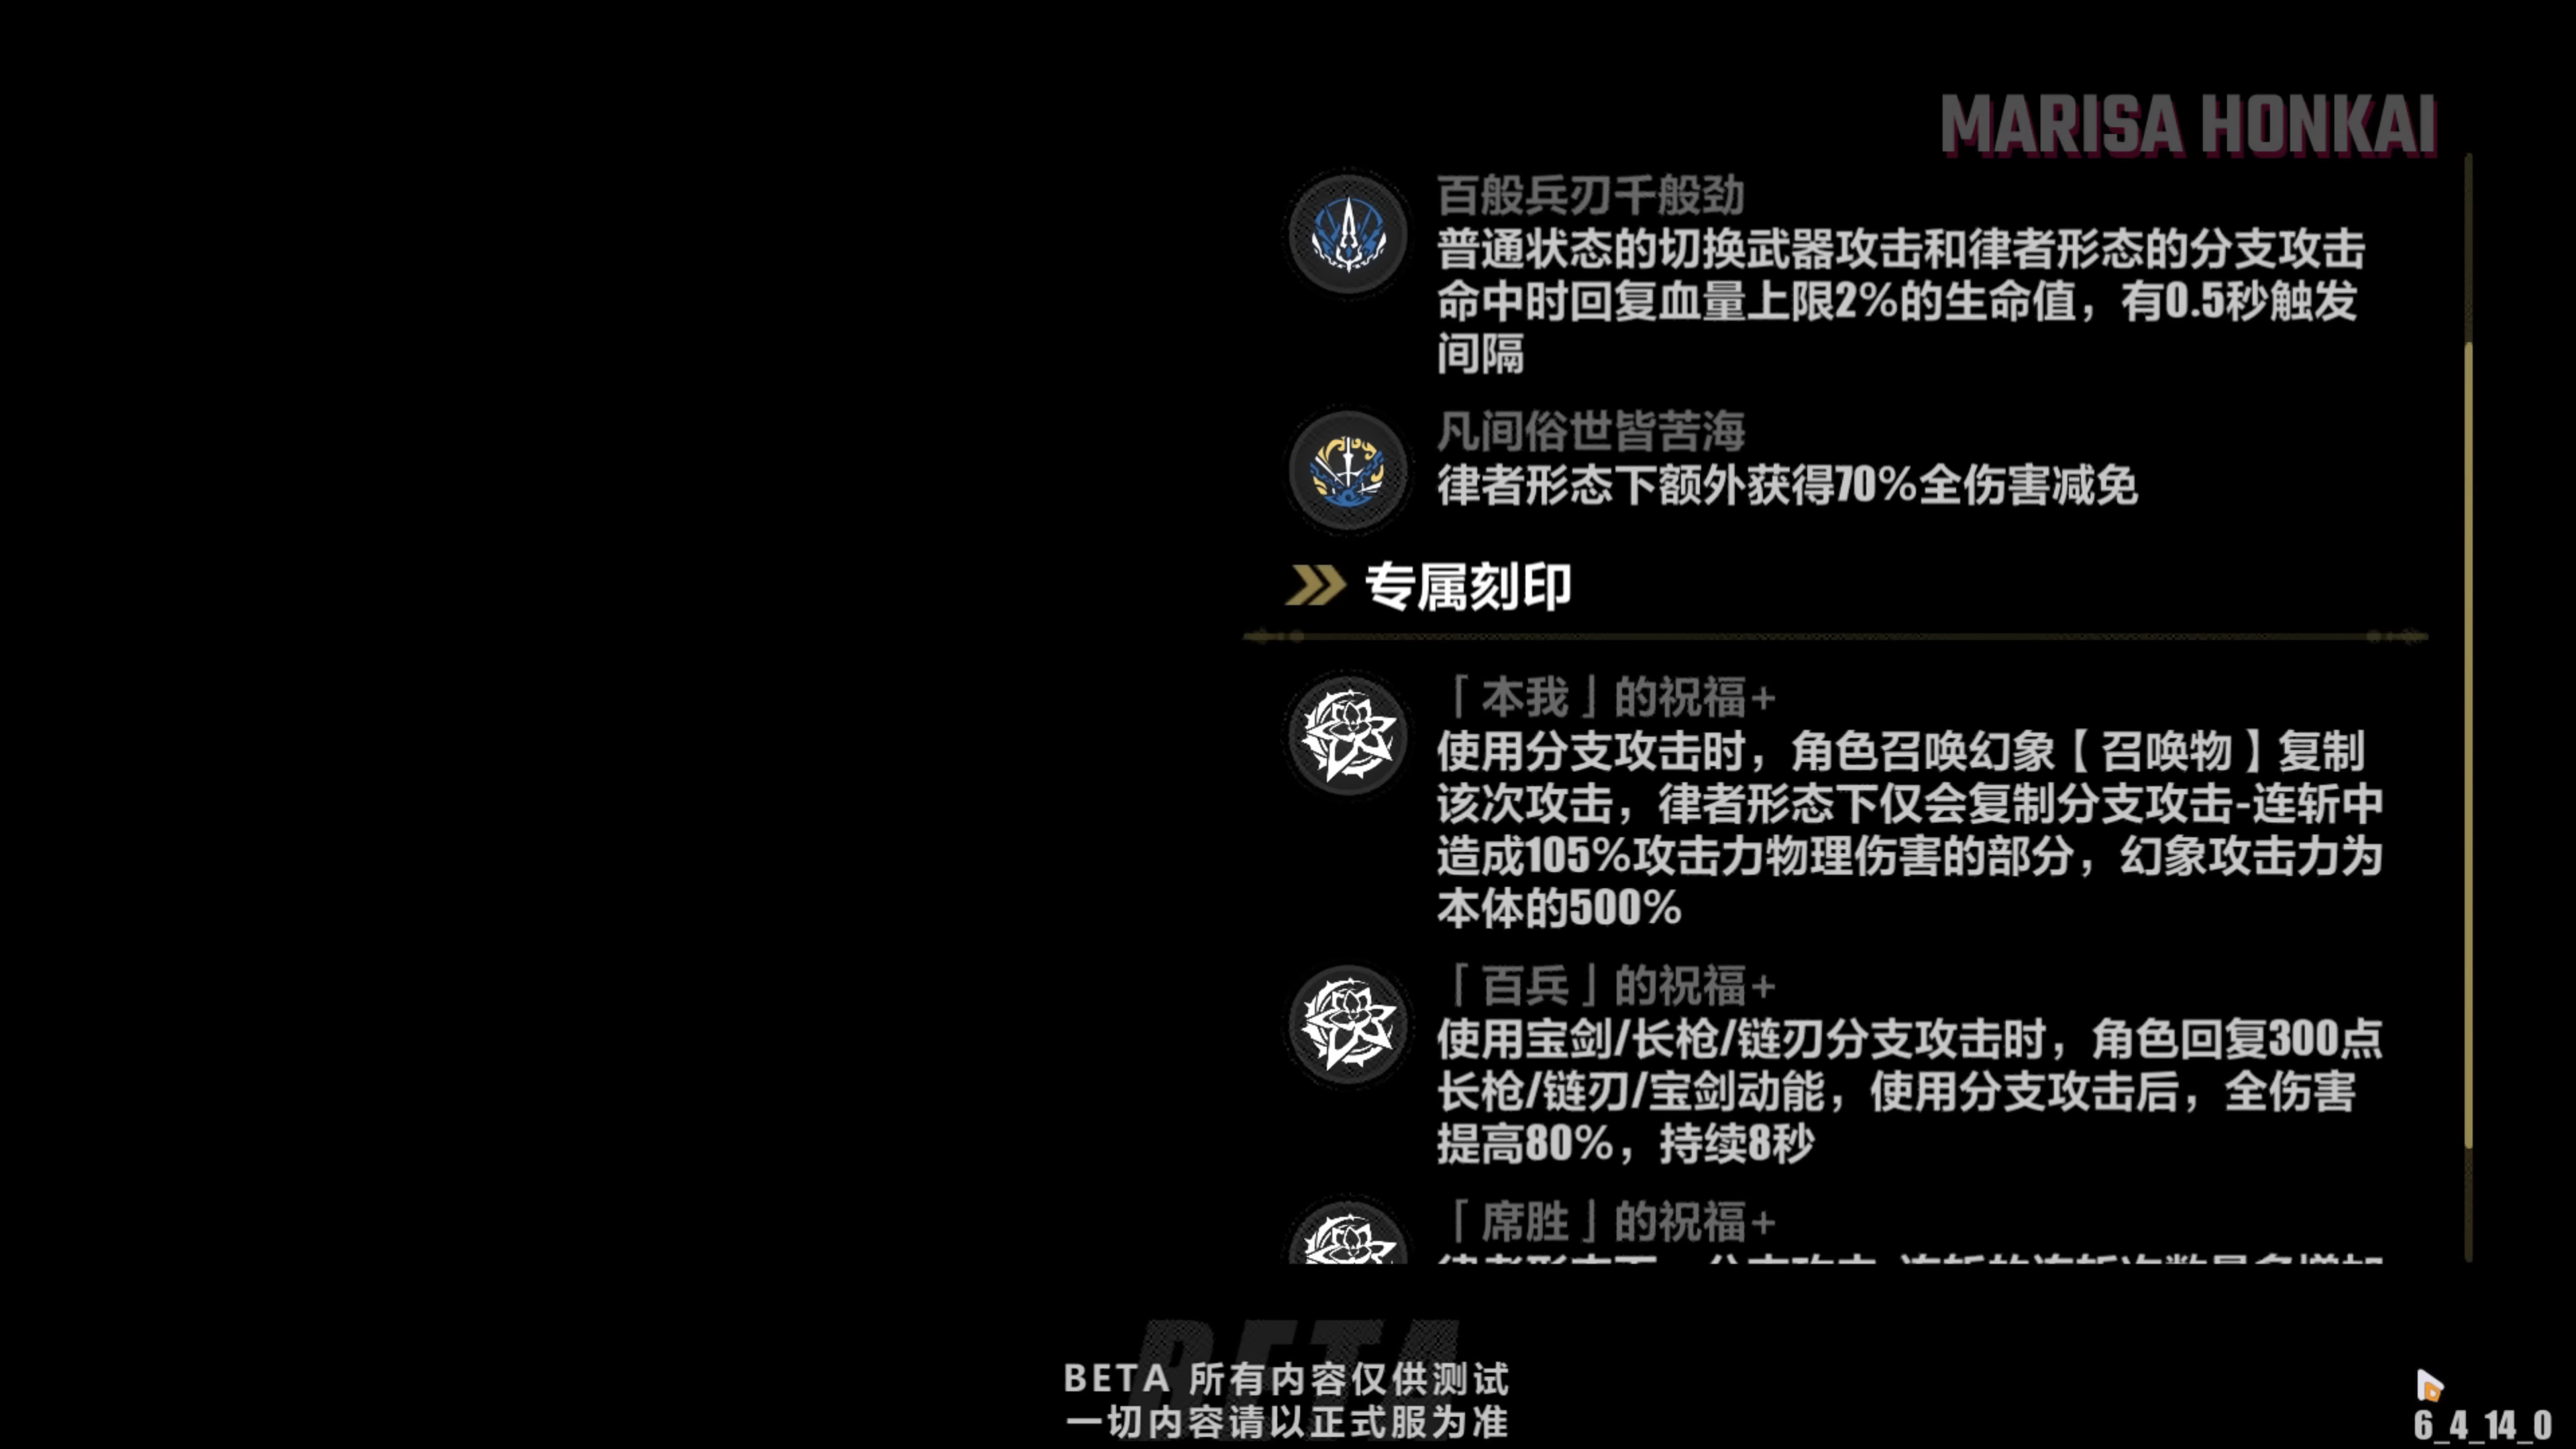 MARISA HONKAI
百般兵刃千般劲
普通状态的切换武器攻击和律者形态的分支攻击
命中时回复血量上限2%的生命值，有0.5秒触发
间隔
凡间俗世皆苦海
律者形态下额外获得70%全伤害减免
专属刻印
「本我」的祝福+
使用分支攻击时，角色召唤幻象【召唤物】复制
该次攻击，律者形态下仅会复制分支攻击-连斩中
造成105%攻击力物理伤害的部分，幻象攻击力为
本体的500%
「百兵」的祝福+
使用宝剑/长枪/链刃分支攻击时，角色回复300点
长枪/链刃/宝剑动能，使用分支攻击后，全伤害
提高80%，持续8秒
「席胜」的祝福+
BETA
BETA 所有内容仅供测试
一切内容请以正式服为准
6_4_14_0